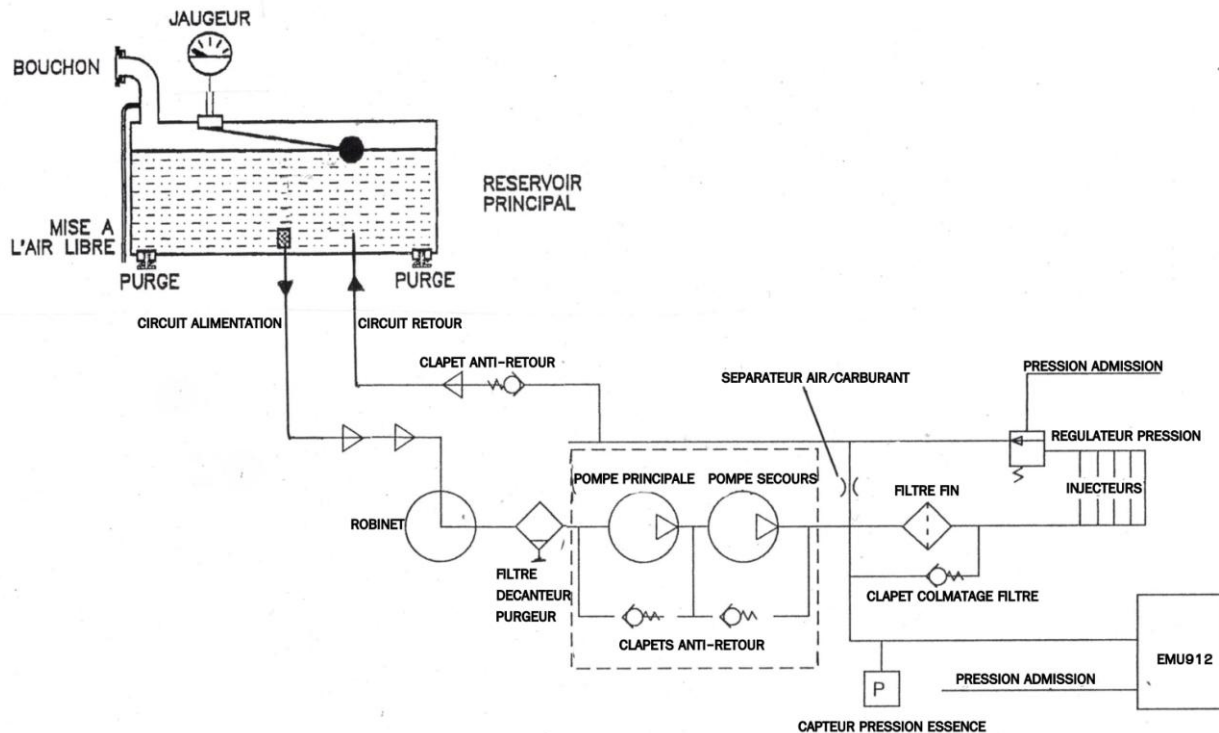 JAUGEUR
BOUCHON
RESERVOIR
PRINCIPAL
MISE A
L'AIR LIBRE
PURGE
PURGE
CIRCUIT ALIMENTATION
CIRCUIT RETOUR
CLAPET ANTI-RETOUR
SEPARATEUR AIR/CARBURANT
PRESSION ADMISSION
REGULATEUR PRESSION
POMPE PRINCIPALE
POMPE SECOURS
FILTRE FIN
INJECTEURS
ROBINET
FILTRE
DECANTEUR
PURGEUR
CLAPETS ANTI-RETOUR
CLAPET COLMATAGE FILTRE
EMU912
PRESSION ADMISSION
P
CAPTEUR PRESSION ESSENCE